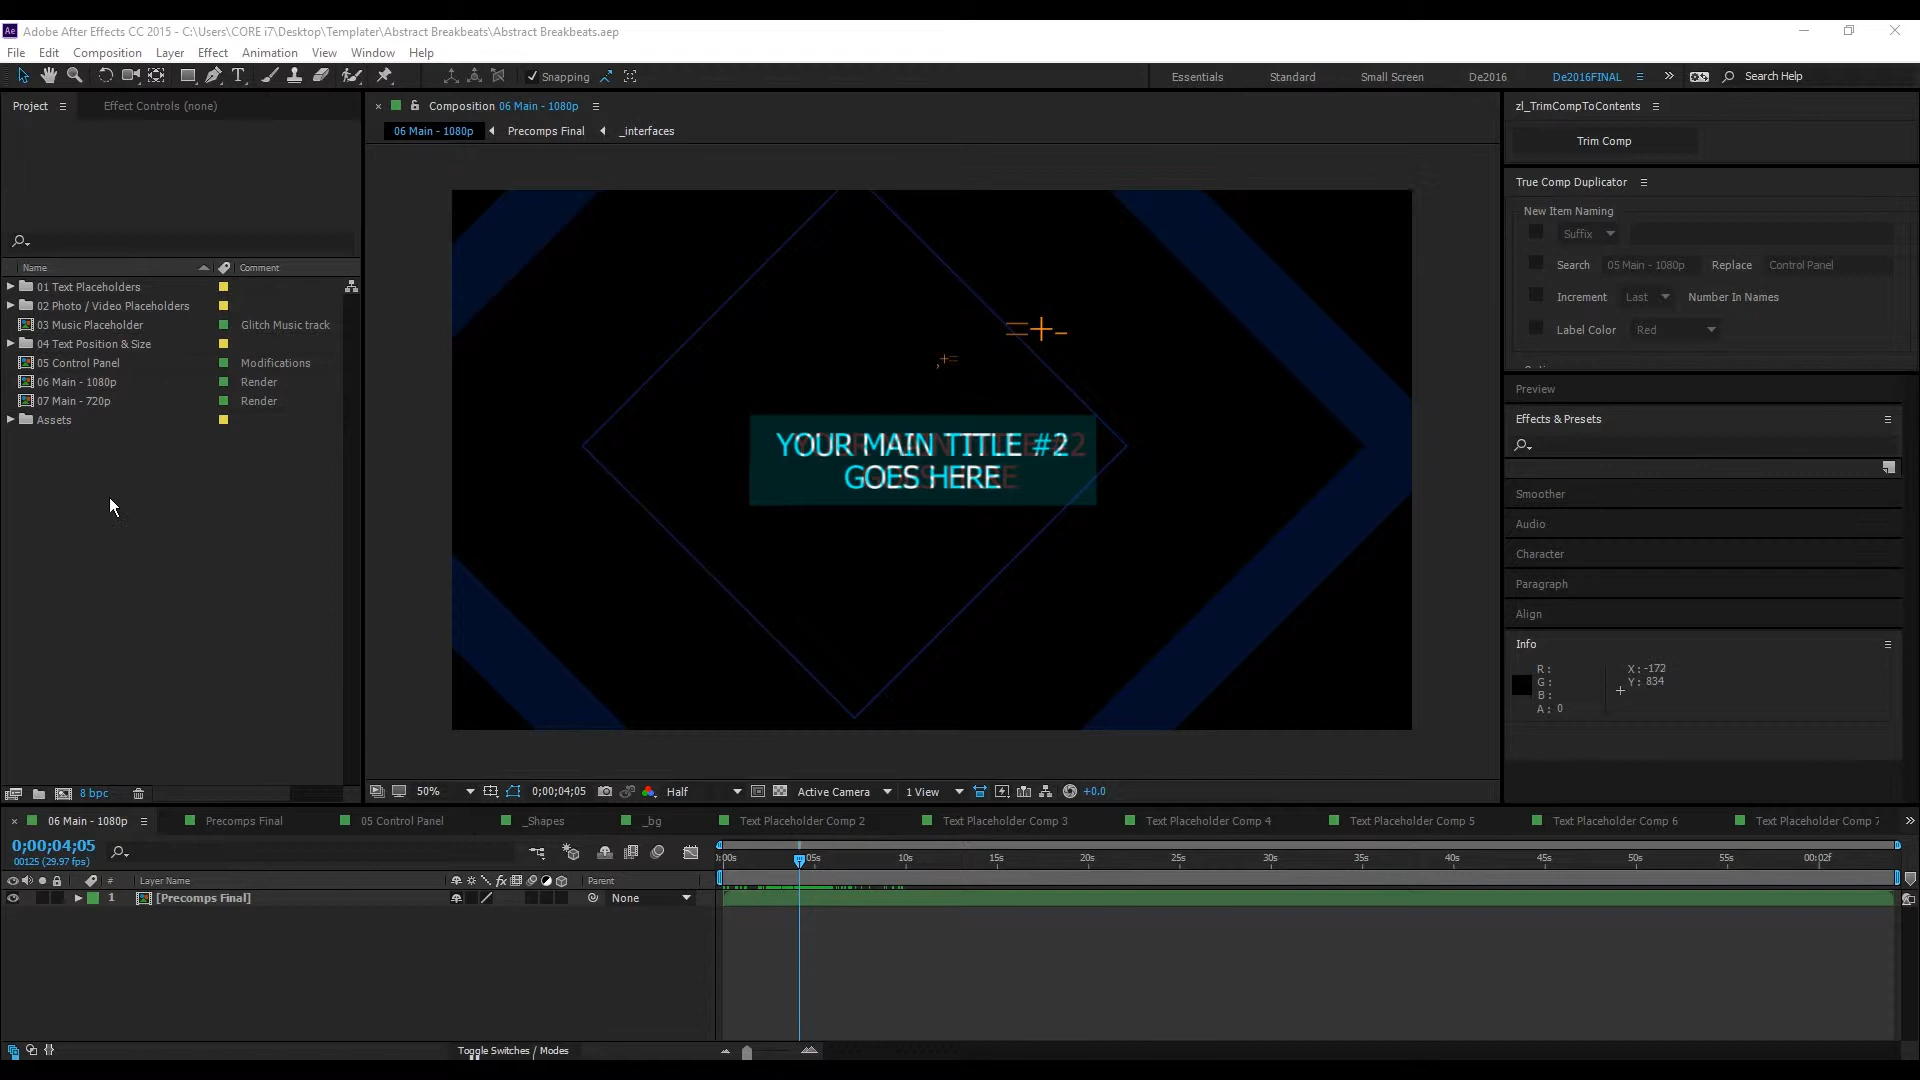 Ae Adobe After Effects CC 2015 - C:\Users\CORE i7\Desktop\Templater\Abstract Breakbeats\Abstract Breakbeats.aep
File Edit Composition Layer Effect Animation View Window Help
Snapping Essentials Standard Small Screen De2016 De2016FINAL Search Help
Project Effect Controls (none)
Name Comment
01 Text Placeholders
02 Photo / Video Placeholders
03 Music Placeholder Glitch Music track
04 Text Position & Size
05 Control Panel Modifications
06 Main - 1080p Render
07 Main - 720p Render
Assets
8 bpc
Composition 06 Main - 1080p
06 Main - 1080p Precomps Final _interfaces
YOUR MAIN TITLE #2
GOES HERE
50% 0;00;04;05 Half Active Camera 1 View +0.0
zl_TrimCompToContents
Trim Comp
True Comp Duplicator
New Item Naming
Suffix
Search 05 Main - 1080p Replace Control Panel
Increment Last Number In Names
Label Color Red
Preview
Effects & Presets
Smoother
Audio
Character
Paragraph
Align
Info
R : X : -172
G : Y : 834
B :
A : 0
06 Main - 1080p Precomps Final 05 Control Panel _Shapes _bg Text Placeholder Comp 2 Text Placeholder Comp 3 Text Placeholder Comp 4 Text Placeholder Comp 5 Text Placeholder Comp 6 Text Placeholder Comp 7
0;00;04;05
00125 (29.97 fps)
:00s 05s 10s 15s 20s 25s 30s 35s 40s 45s 50s 55s 00:02f
# Layer Name fx Parent
1 [Precomps Final] None
Toggle Switches / Modes